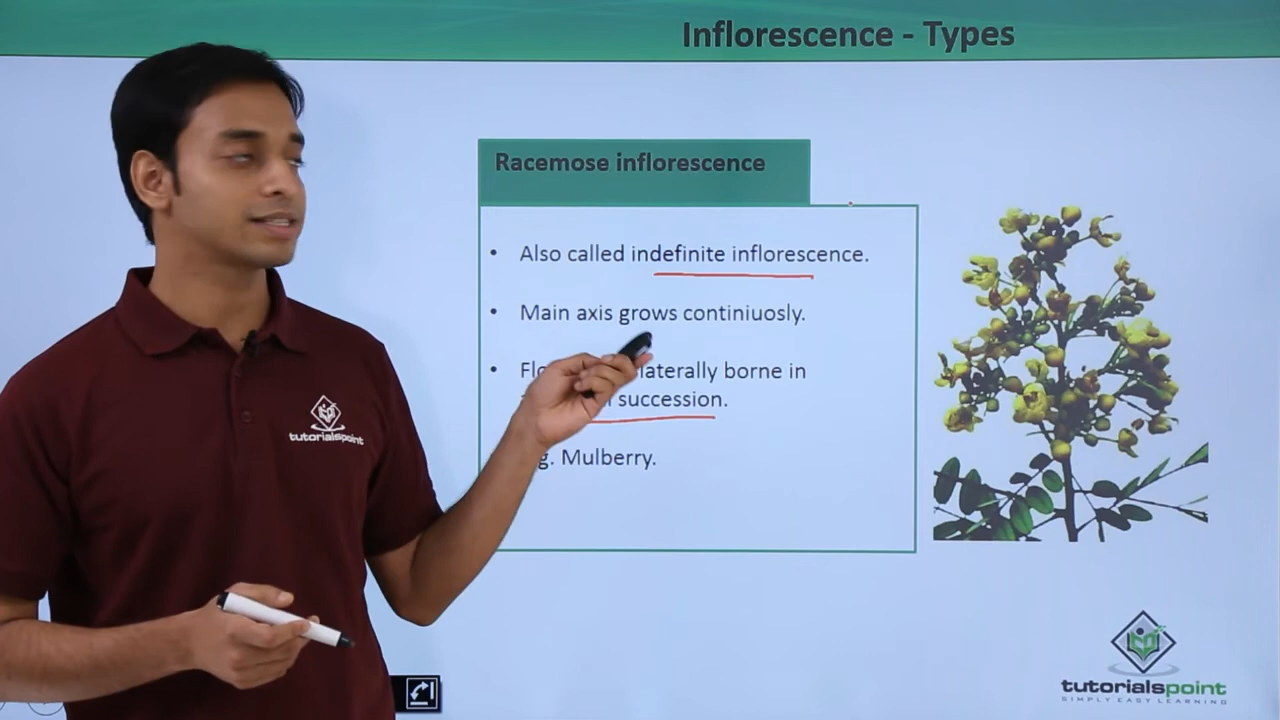 Inflorescence - Types
Racemose inflorescence
• Also called indefinite inflorescence.
• Main axis grows continiuosly.
• laterally borne in
succession.
Mulberry.
tutorialspoint
tutorialspoint
SIMPLY EASY LEARNING